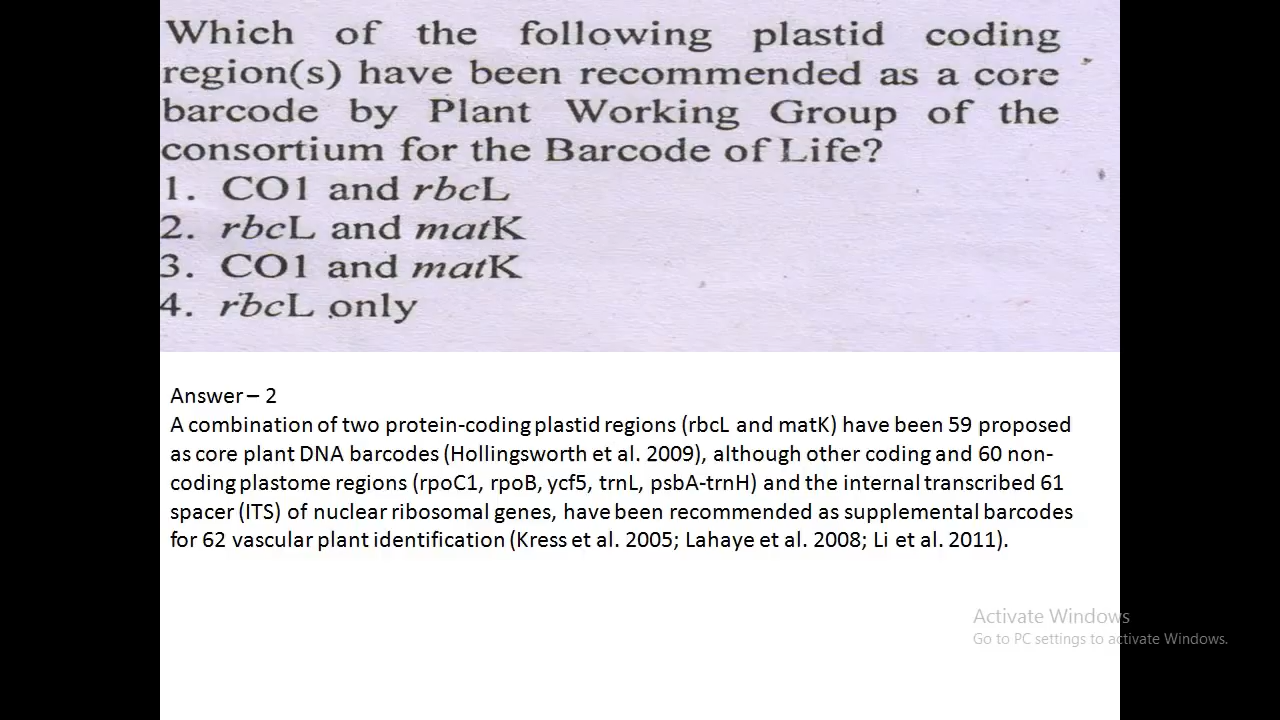 Which of the following plastid coding
region(s) have been recommended as a core
barcode by Plant Working Group of the
consortium for the Barcode of Life?
1. CO1 and rbcL
2. rbcL and matK
3. CO1 and matK
4. rbcL only
Answer – 2
A combination of two protein-coding plastid regions (rbcL and matK) have been 59 proposed
as core plant DNA barcodes (Hollingsworth et al. 2009), although other coding and 60 non-
coding plastome regions (rpoC1, rpoB, ycf5, trnL, psbA-trnH) and the internal transcribed 61
spacer (ITS) of nuclear ribosomal genes, have been recommended as supplemental barcodes
for 62 vascular plant identification (Kress et al. 2005; Lahaye et al. 2008; Li et al. 2011).
Activate Windows
Go to PC settings to activate Windows.